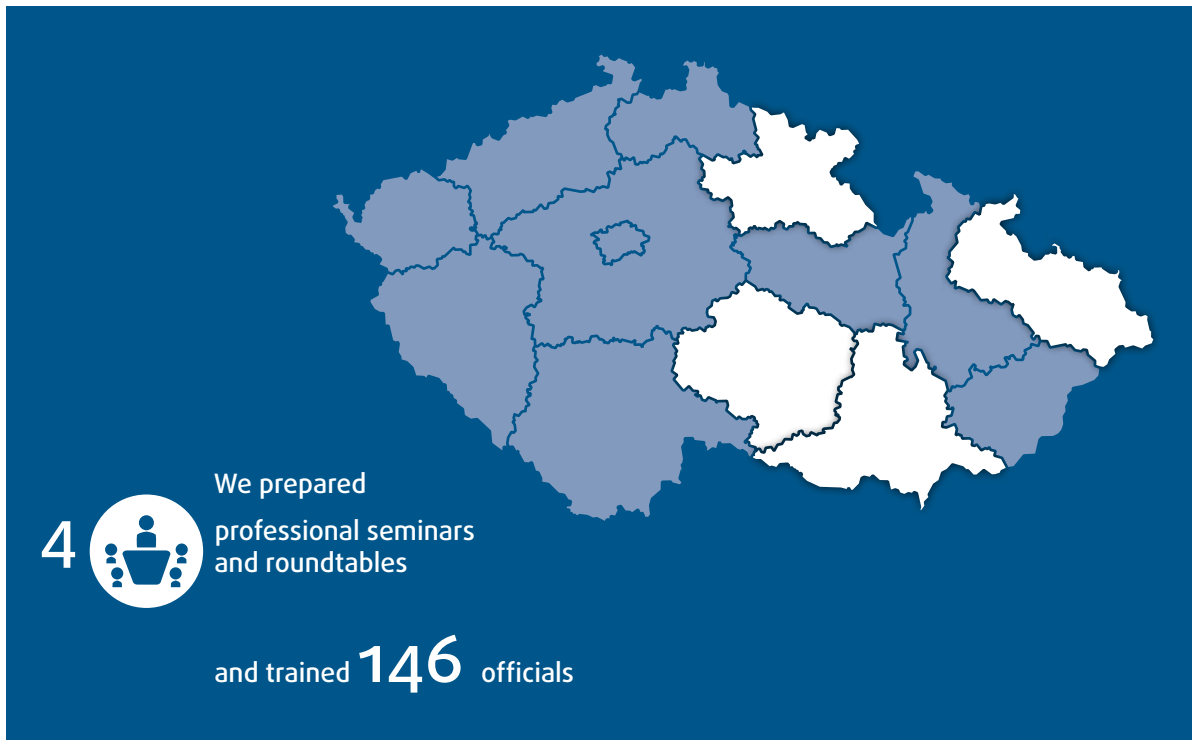 We prepared
4 professional seminars
and roundtables
and trained 146 officials